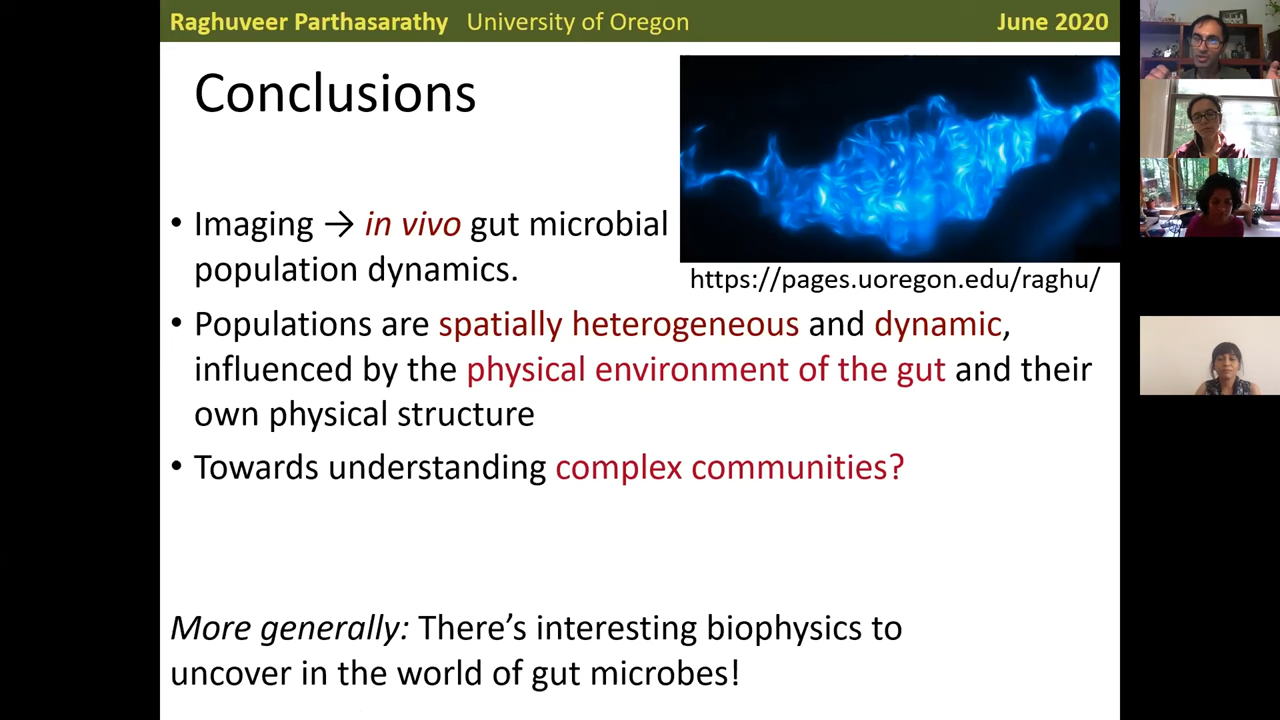 Raghuveer Parthasarathy University of Oregon June 2020
Conclusions
https://pages.uoregon.edu/raghu/
• Imaging → in vivo gut microbial
population dynamics.
• Populations are spatially heterogeneous and dynamic,
influenced by the physical environment of the gut and their
own physical structure
• Towards understanding complex communities?
More generally: There’s interesting biophysics to
uncover in the world of gut microbes!